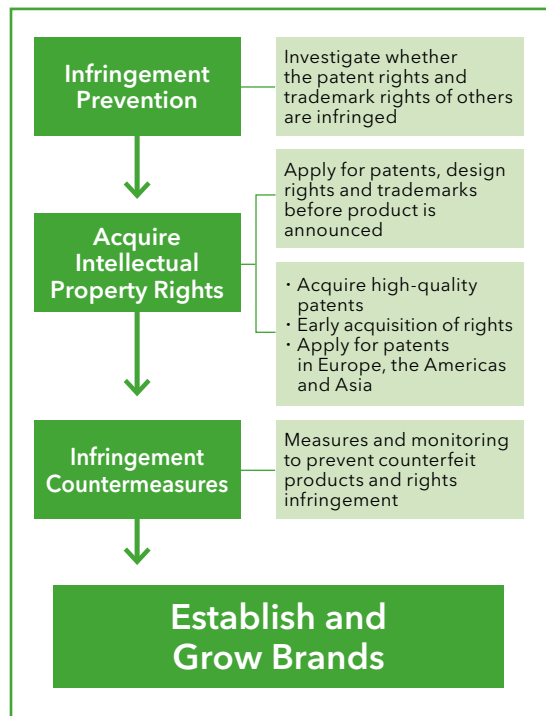 Infringement
Prevention
Investigate whether
the patent rights and
trademark rights of others
are infringed
Acquire
Intellectual
Property Rights
Apply for patents, design
rights and trademarks
before product is
announced
・Acquire high-quality
patents
・Early acquisition of rights
・Apply for patents
in Europe, the Americas
and Asia
Infringement
Countermeasures
Measures and monitoring
to prevent counterfeit
products and rights
infringement
Establish and
Grow Brands